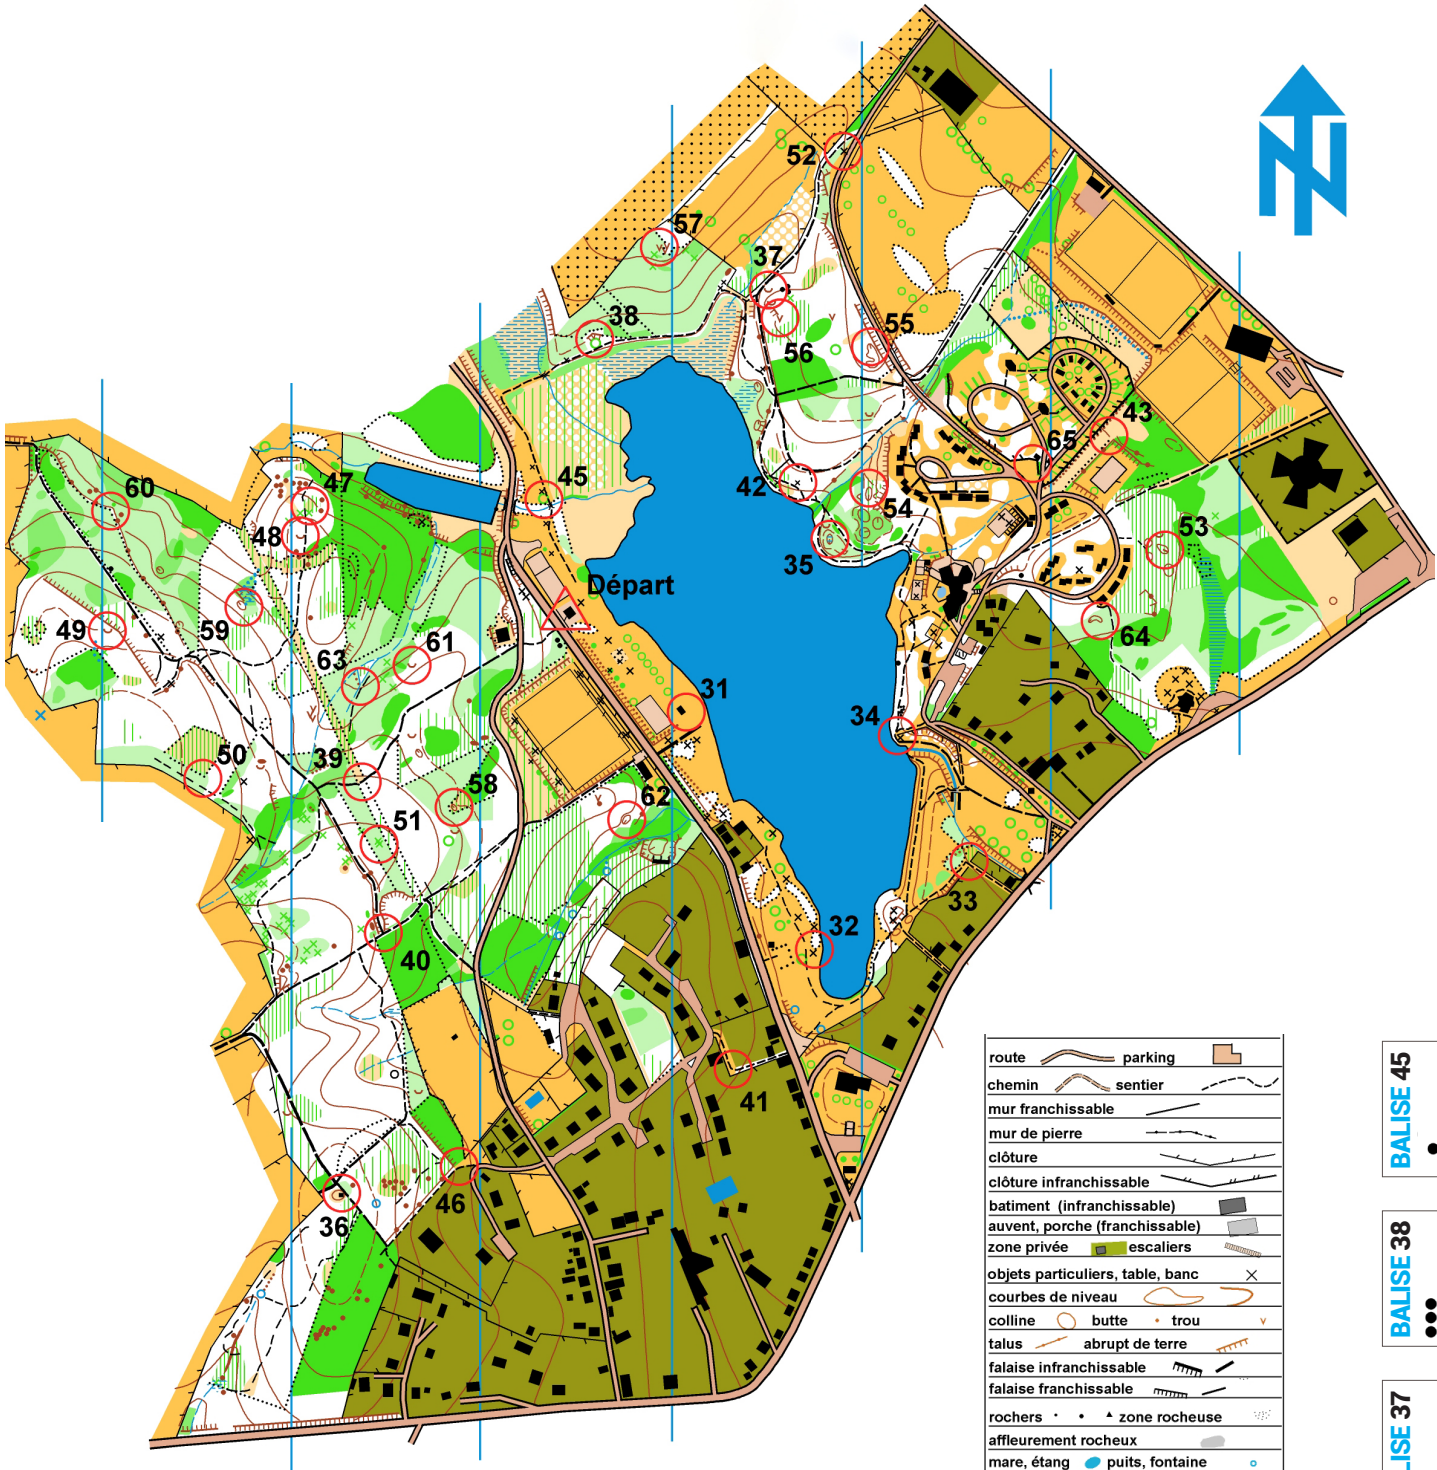 N
52
57
37
38
55
56
43
65
60
47
45
42
54
48
35
53
59
Départ
49
63
61
64
31
34
50
39
58
51
62
33
32
40
41
46
36
route parking
chemin sentier
mur franchissable
mur de pierre
clôture
clôture infranchissable
batiment (infranchissable)
auvent, porche (franchissable)
zone privée escaliers
objets particuliers, table, banc
courbes de niveau
colline butte trou
talus abrupt de terre
falaise infranchissable
falaise franchissable
rochers zone rocheuse
affleurement rocheux
mare, étang puits, fontaine
BALISE 45
BALISE 38
LISE 37